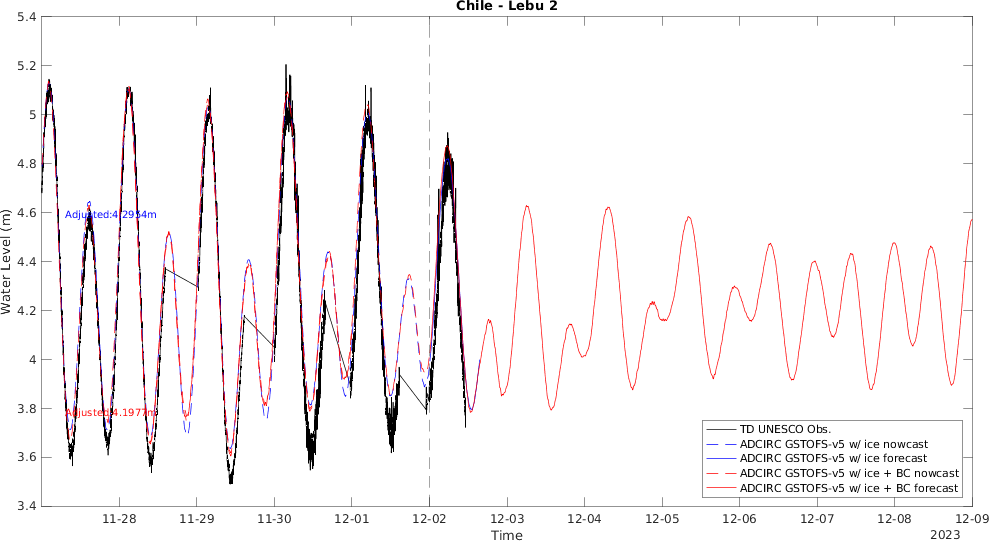 Chile - Lebu 2
5.4
5.2
5
4.8
4.6
4.4
4.2
4
3.8
3.6
3.4
Water Level (m)
Adjusted:4.2954m
Adjusted:4.1977m
TD UNESCO Obs.
ADCIRC GSTOFS-v5 w/ ice nowcast
ADCIRC GSTOFS-v5 w/ ice forecast
ADCIRC GSTOFS-v5 w/ ice + BC nowcast
ADCIRC GSTOFS-v5 w/ ice + BC forecast
11-28 11-29 11-30 12-01 12-02 12-03 12-04 12-05 12-06 12-07 12-08 12-09
Time
2023